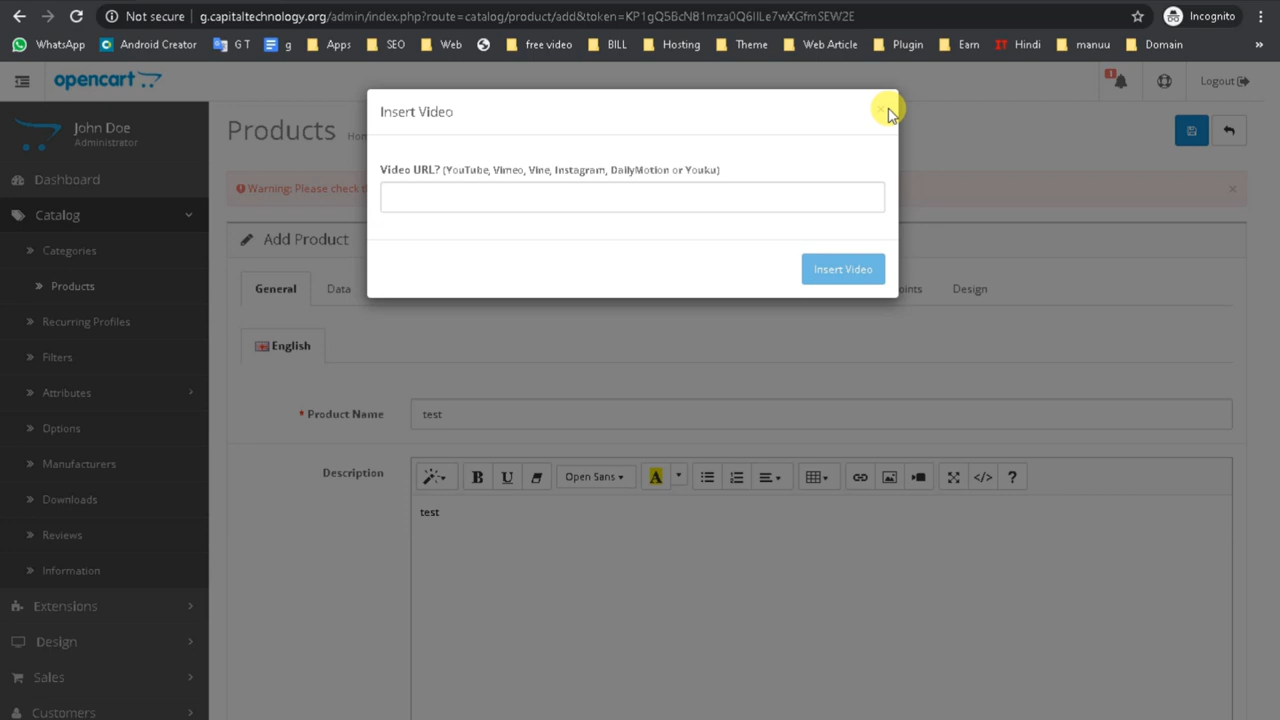 Not secure g.capitaltechnology.org/admin/index.php?route=catalog/product/add&token=KP1gQ5BcN81mza0Q6IILe7wXGfmSEW2E Incognito
WhatsApp Android Creator G T g Apps SEO Web free video BILL Hosting Theme Web Article Plugin Earn Hindi manuu Domain »
opencart 1 Logout
John Doe
Administrator
Dashboard
Catalog
Categories
Products
Recurring Profiles
Filters
Attributes
Options
Manufacturers
Downloads
Reviews
Information
Extensions
Design
Sales
Customers
Products
Insert Video ×
Video URL? (YouTube, Vimeo, Vine, Instagram, DailyMotion or Youku)
Insert Video
Warning: Please check ×
Add Product
General Data Design
English
* Product Name test
Description B U Open Sans A </> ?
test